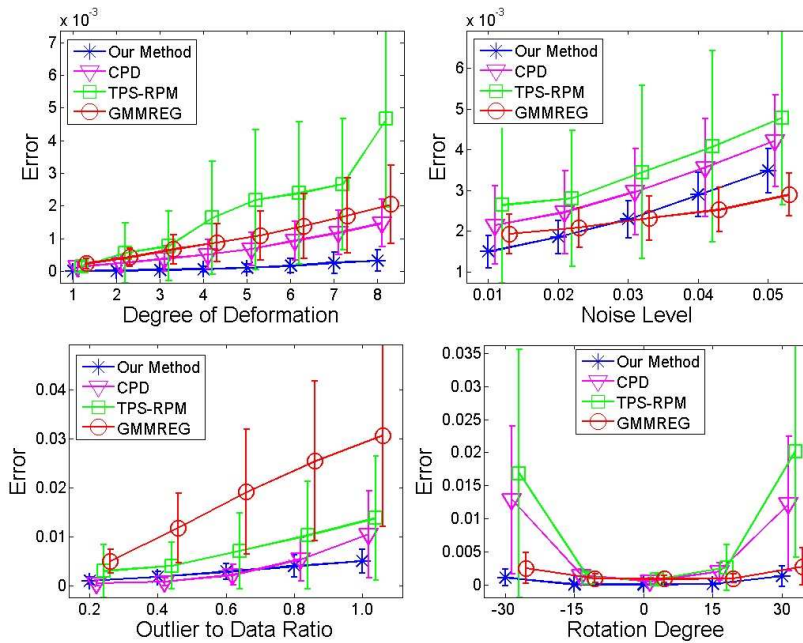 x 10⁻³
7
6
5
4
3
2
1
0
Error
Our Method
CPD
TPS-RPM
GMMREG
1 2 3 4 5 6 7 8
Degree of Deformation
x 10⁻³
6
5
4
3
2
1
Error
Our Method
CPD
TPS-RPM
GMMREG
0.01 0.02 0.03 0.04 0.05
Noise Level
0.04
0.03
0.02
0.01
0
Error
Our Method
CPD
TPS-RPM
GMMREG
0.2 0.4 0.6 0.8 1.0
Outlier to Data Ratio
0.035
0.03
0.025
0.02
0.015
0.01
0.005
0
Error
Our Method
CPD
TPS-RPM
GMMREG
-30 -15 0 15 30
Rotation Degree